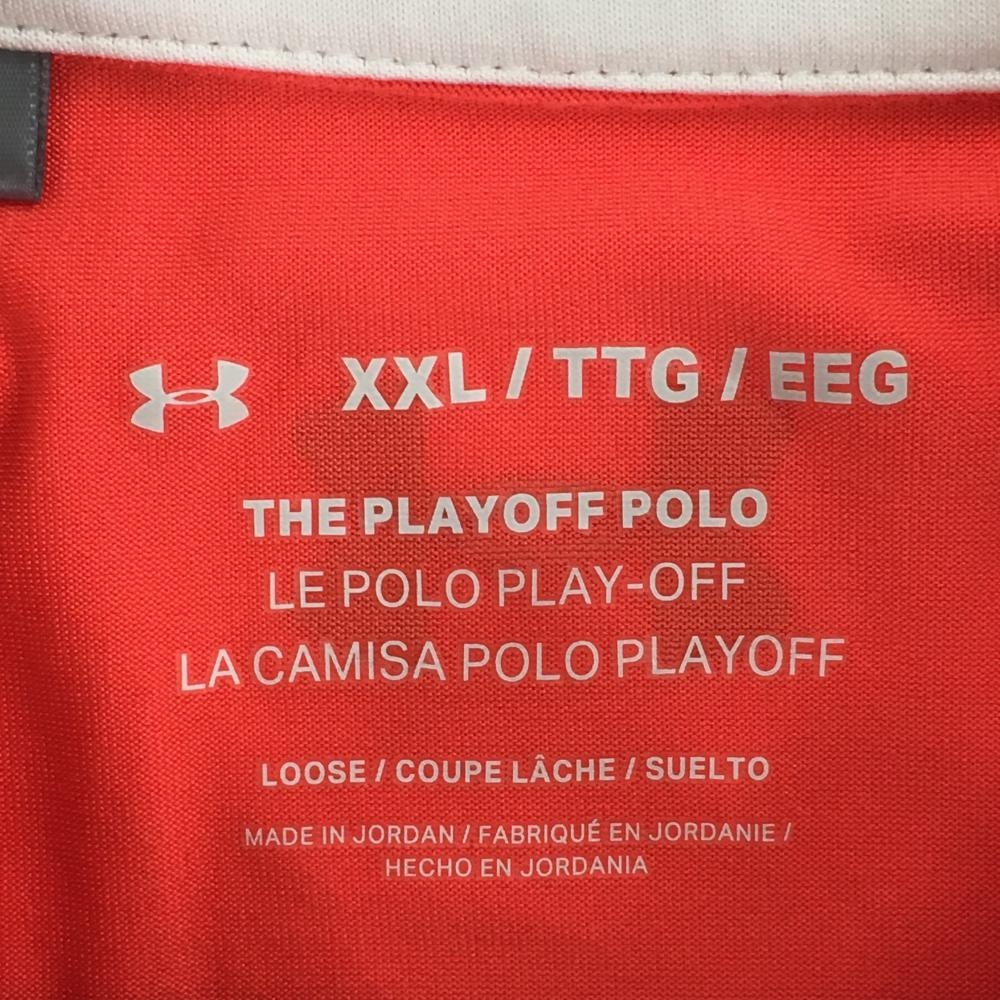 XXL / TTG / EEG
THE PLAYOFF POLO
LE POLO PLAY-OFF
LA CAMISA POLO PLAYOFF
LOOSE / COUPE LÂCHE / SUELTO
MADE IN JORDAN / FABRIQUÉ EN JORDANIE /
HECHO EN JORDANIA